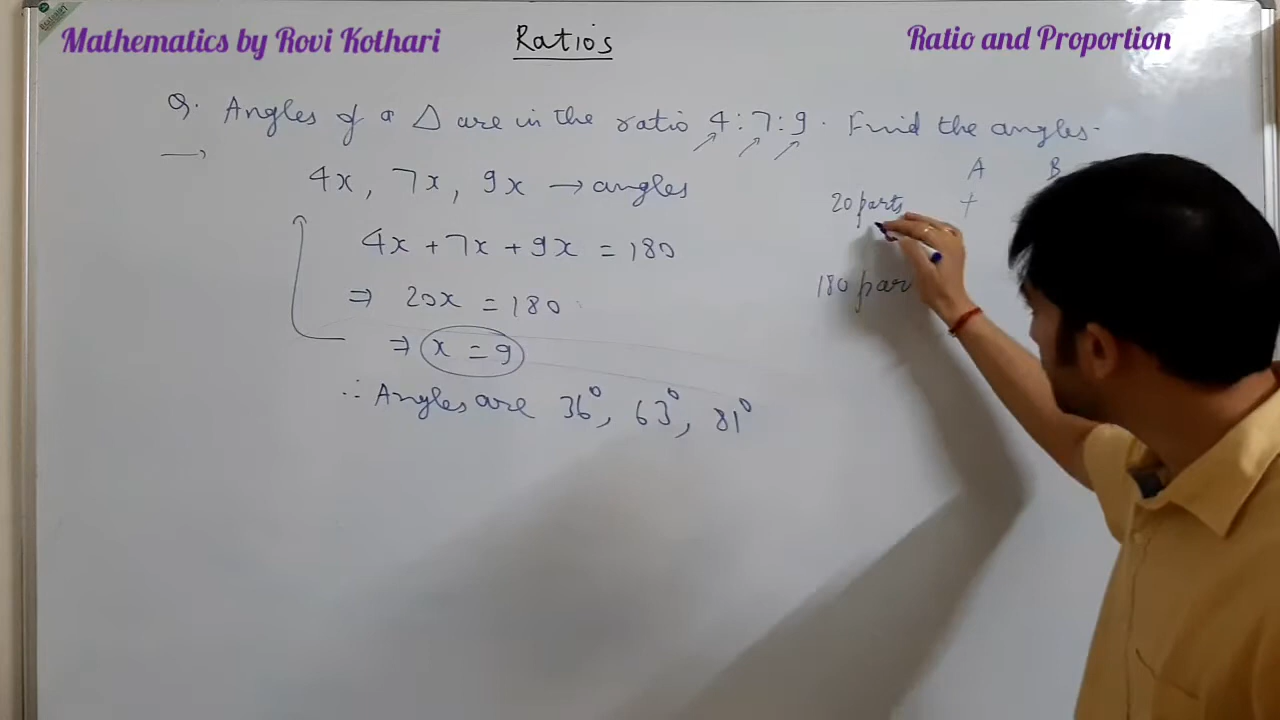 Mathematics by Rovi Kothari
Ratios
Ratio and Proportion
Q. Angles of a Δ are in the ratio 4:7:9. Find the angles.
4x, 7x, 9x → angles
4x + 7x + 9x = 180
⇒ 20x = 180
⇒ x = 9
∴ Angles are 36°, 63°, 81°
A B
20 parts
180 par